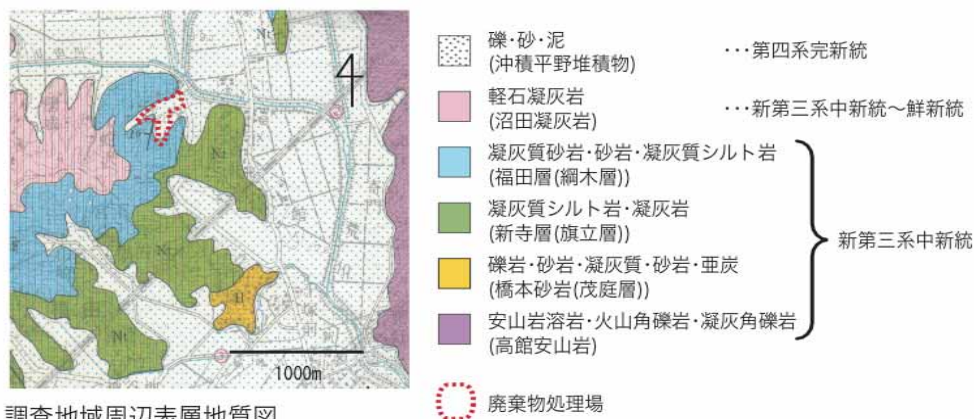 礫・砂・泥
(沖積平野堆積物)
・・・第四系完新統
軽石凝灰岩
(沼田凝灰岩)
・・・新第三系中新統～鮮新統
凝灰質砂岩・砂岩・凝灰質シルト岩
(福田層(綱木層))
凝灰質シルト岩・凝灰岩
(新寺層(旗立層))
礫岩・砂岩・凝灰質・砂岩・亜炭
(橋本砂岩(茂庭層))
安山岩溶岩・火山角礫岩・凝灰角礫岩
(高館安山岩)
新第三系中新統
廃棄物処理場
4
1000m
調査地域周辺表層地質図